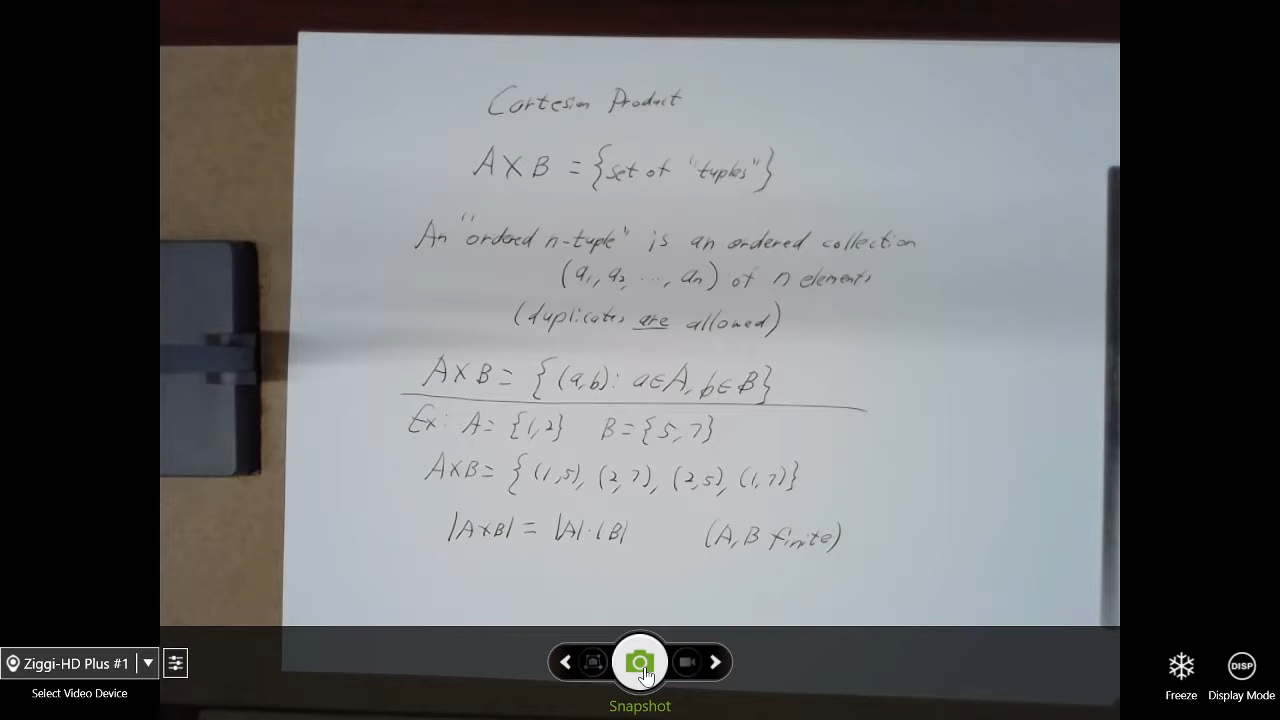 Cartesian Product
A×B = {set of "tuples"}
An "ordered n-tuple" is an ordered collection
(a₁, a₂, ..., aₙ) of n elements
(duplicates are allowed)
A×B = {(a,b): a∈A, b∈B}
Ex: A = {1,2} B = {5,7}
A×B = {(1,5), (2,7), (2,5), (1,7)}
|A×B| = |A|·|B| (A,B finite)
Ziggi-HD Plus #1
Select Video Device
Snapshot
Freeze
DISP
Display Mode